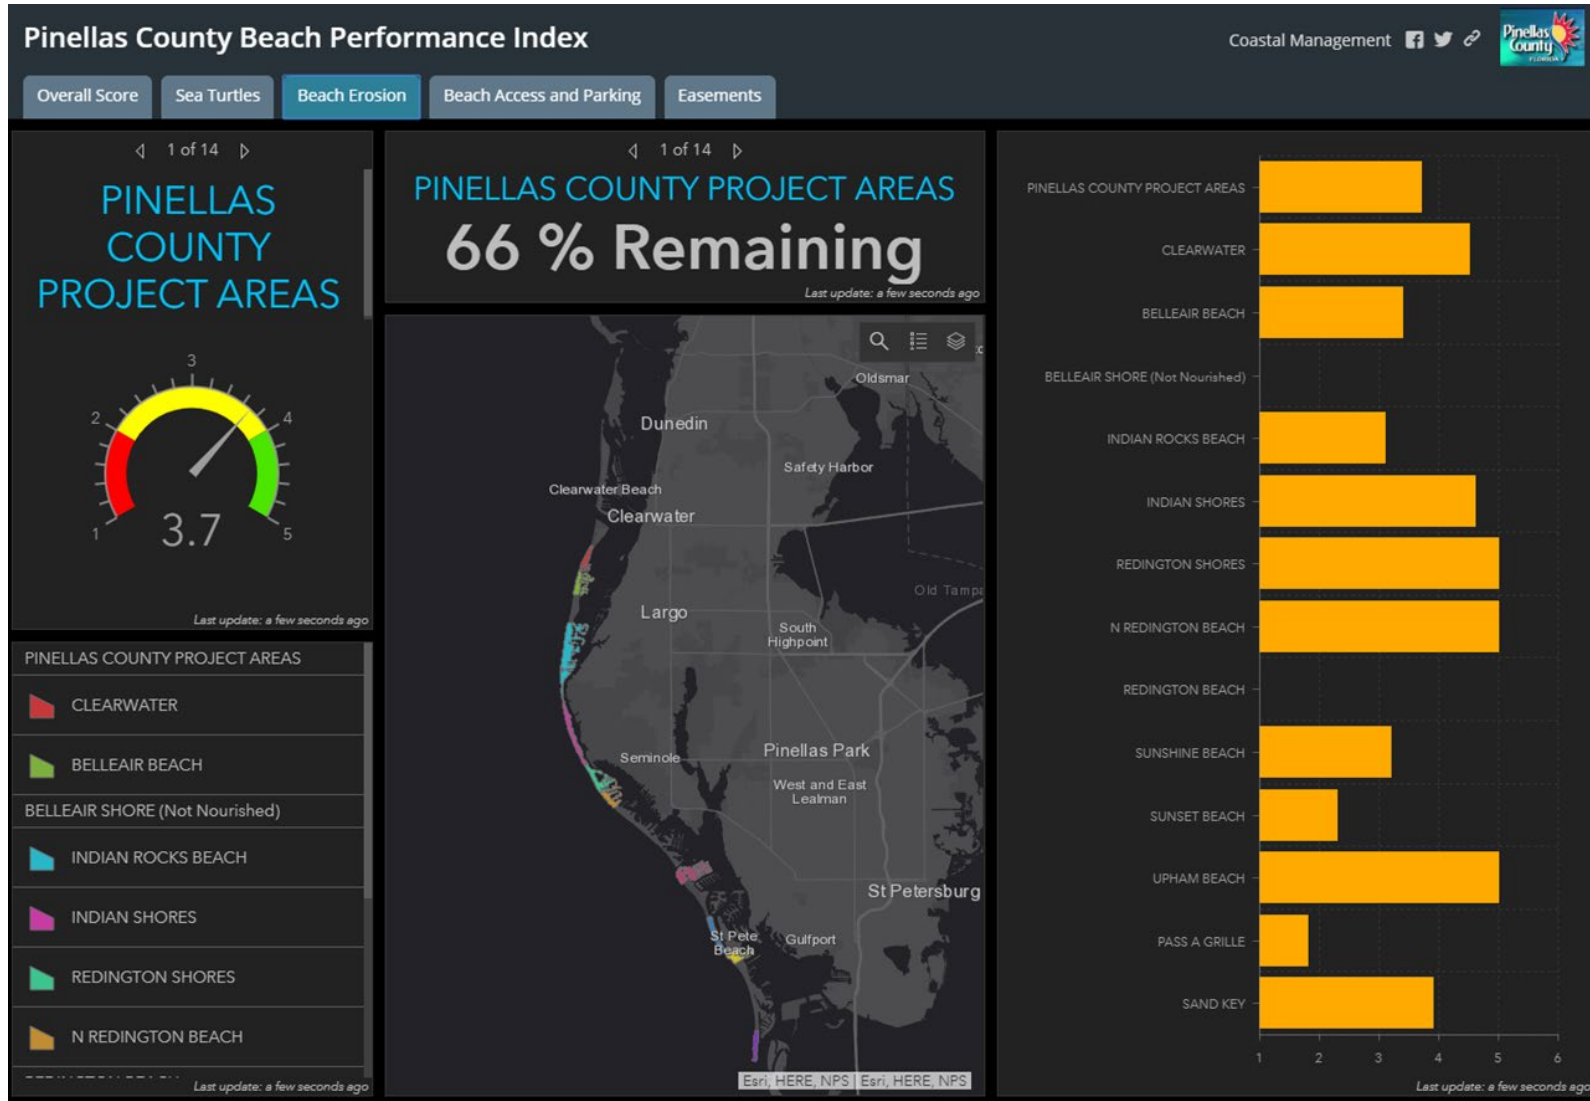 Pinellas County Beach Performance Index
Coastal Management
Pinellas
County
FLORIDA
Overall Score
Sea Turtles
Beach Erosion
Beach Access and Parking
Easements
1 of 14
PINELLAS
COUNTY
PROJECT AREAS
1
2
3
4
5
3.7
Last update: a few seconds ago
PINELLAS COUNTY PROJECT AREAS
CLEARWATER
BELLEAIR BEACH
BELLEAIR SHORE (Not Nourished)
INDIAN ROCKS BEACH
INDIAN SHORES
REDINGTON SHORES
N REDINGTON BEACH
Last update: a few seconds ago
1 of 14
PINELLAS COUNTY PROJECT AREAS
66 % Remaining
Last update: a few seconds ago
Oldsmar
Dunedin
Safety Harbor
Clearwater Beach
Clearwater
Old Tampa
Largo
South
Highpoint
Seminole
Pinellas Park
West and East
Lealman
St Petersburg
St Pete
Beach
Gulfport
Esri, HERE, NPS | Esri, HERE, NPS
PINELLAS COUNTY PROJECT AREAS
CLEARWATER
BELLEAIR BEACH
BELLEAIR SHORE (Not Nourished)
INDIAN ROCKS BEACH
INDIAN SHORES
REDINGTON SHORES
N REDINGTON BEACH
REDINGTON BEACH
SUNSHINE BEACH
SUNSET BEACH
UPHAM BEACH
PASS A GRILLE
SAND KEY
1 2 3 4 5 6
Last update: a few seconds ago